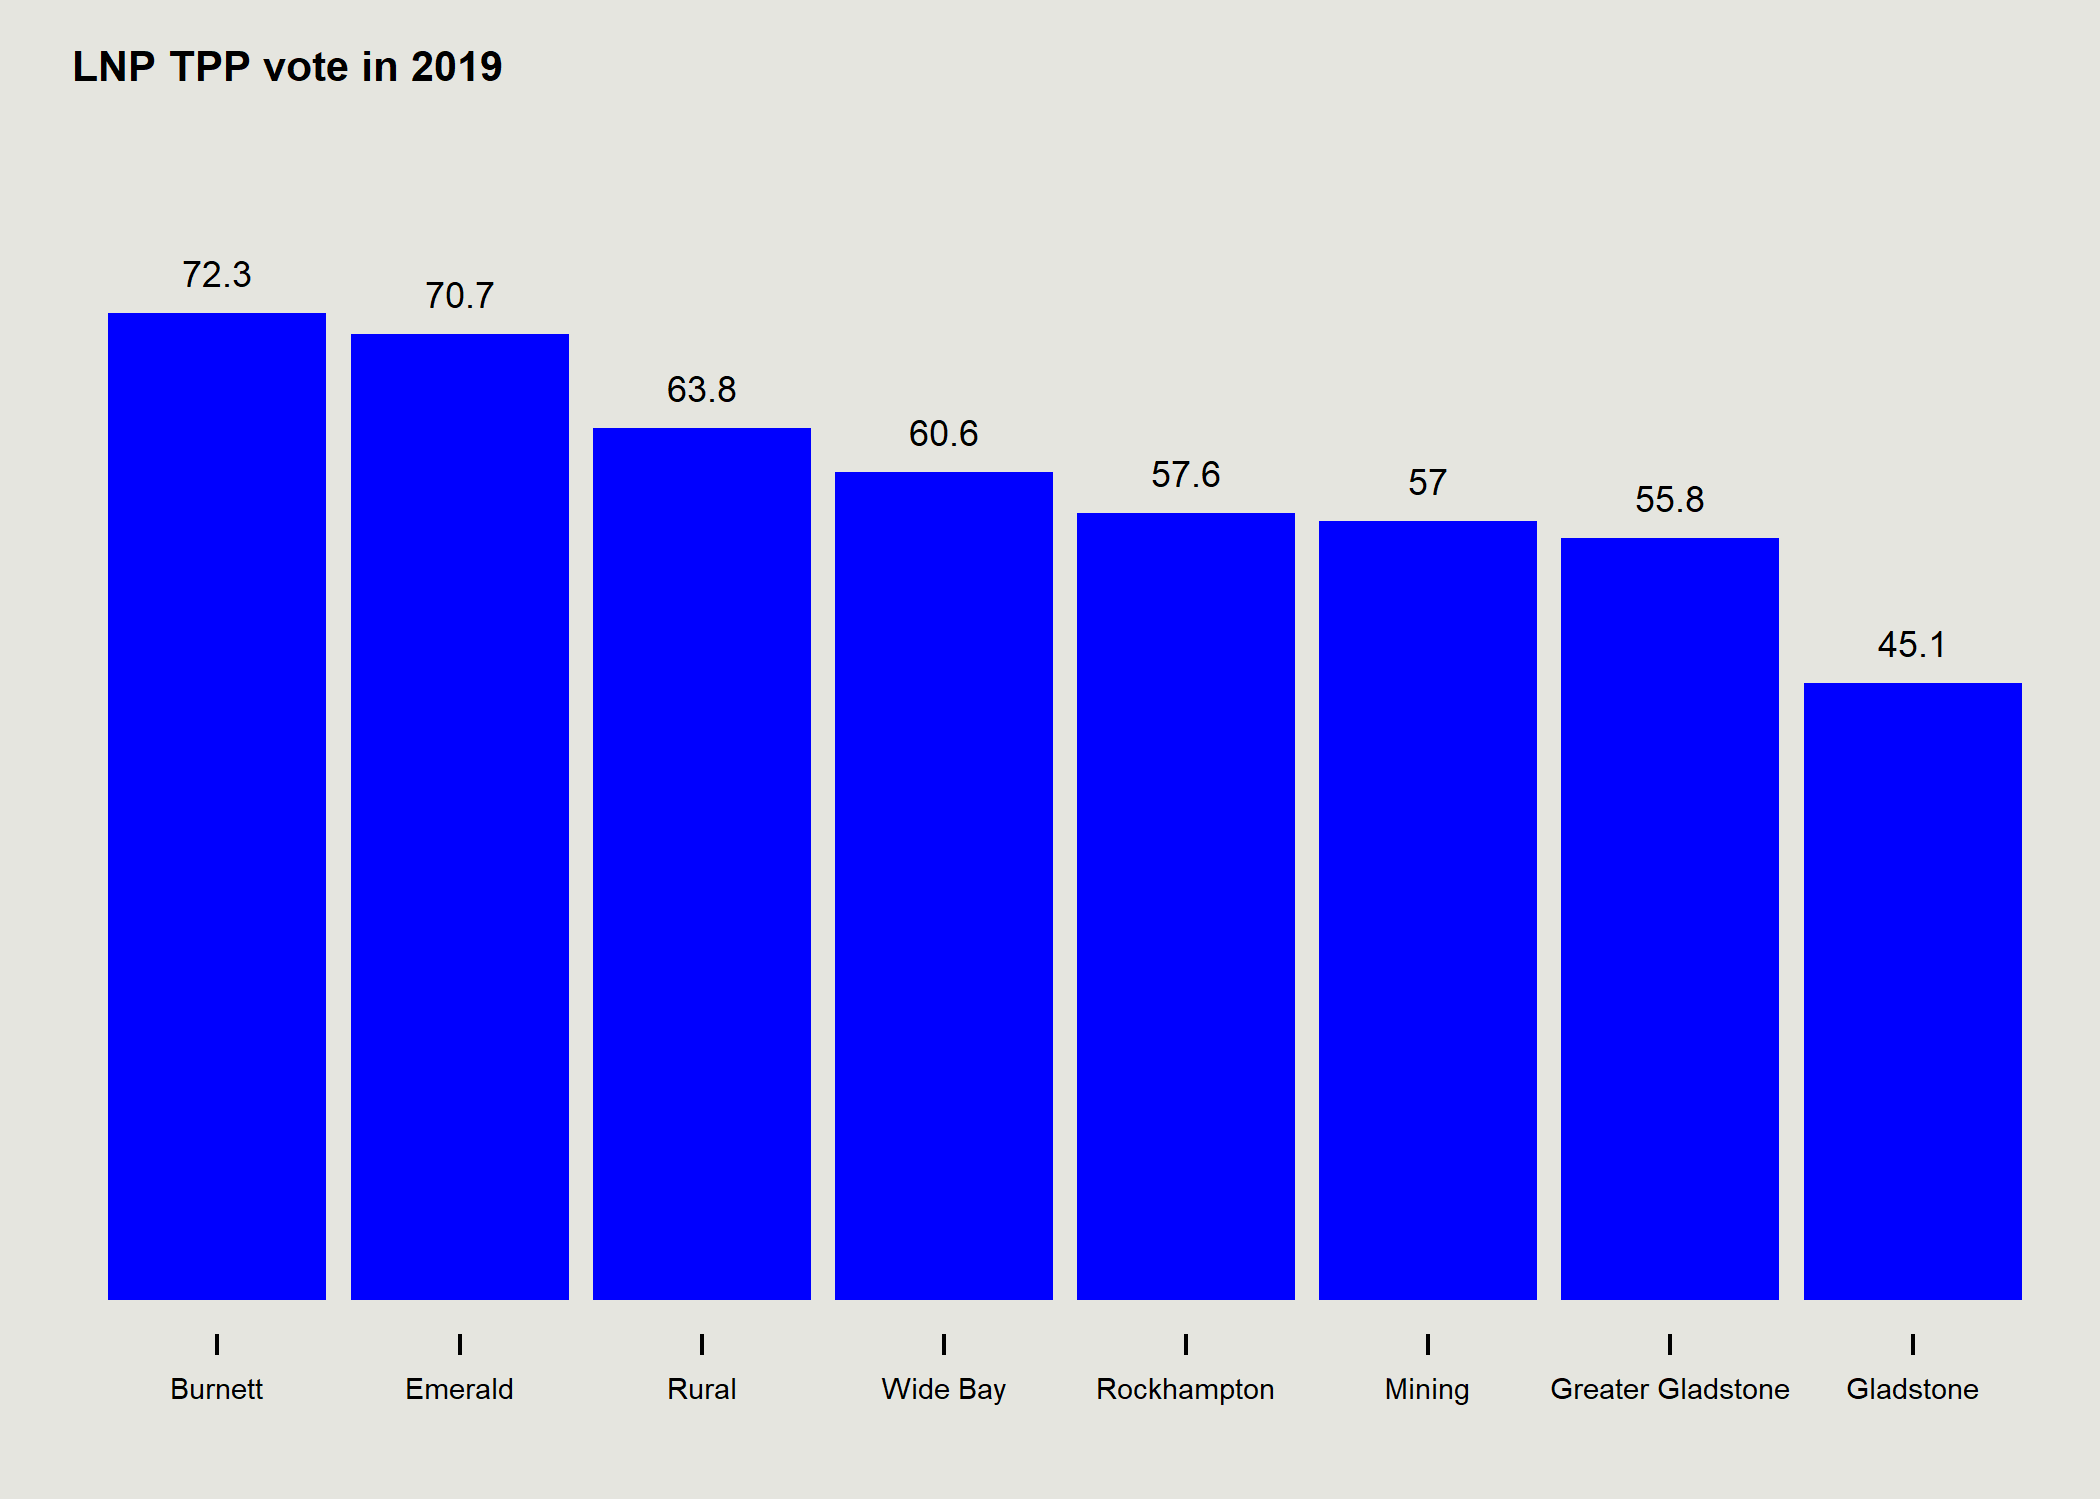 LNP TPP vote in 2019
72.3
70.7
63.8
60.6
57.6
57
55.8
45.1
Burnett
Emerald
Rural
Wide Bay
Rockhampton
Mining
Greater Gladstone
Gladstone